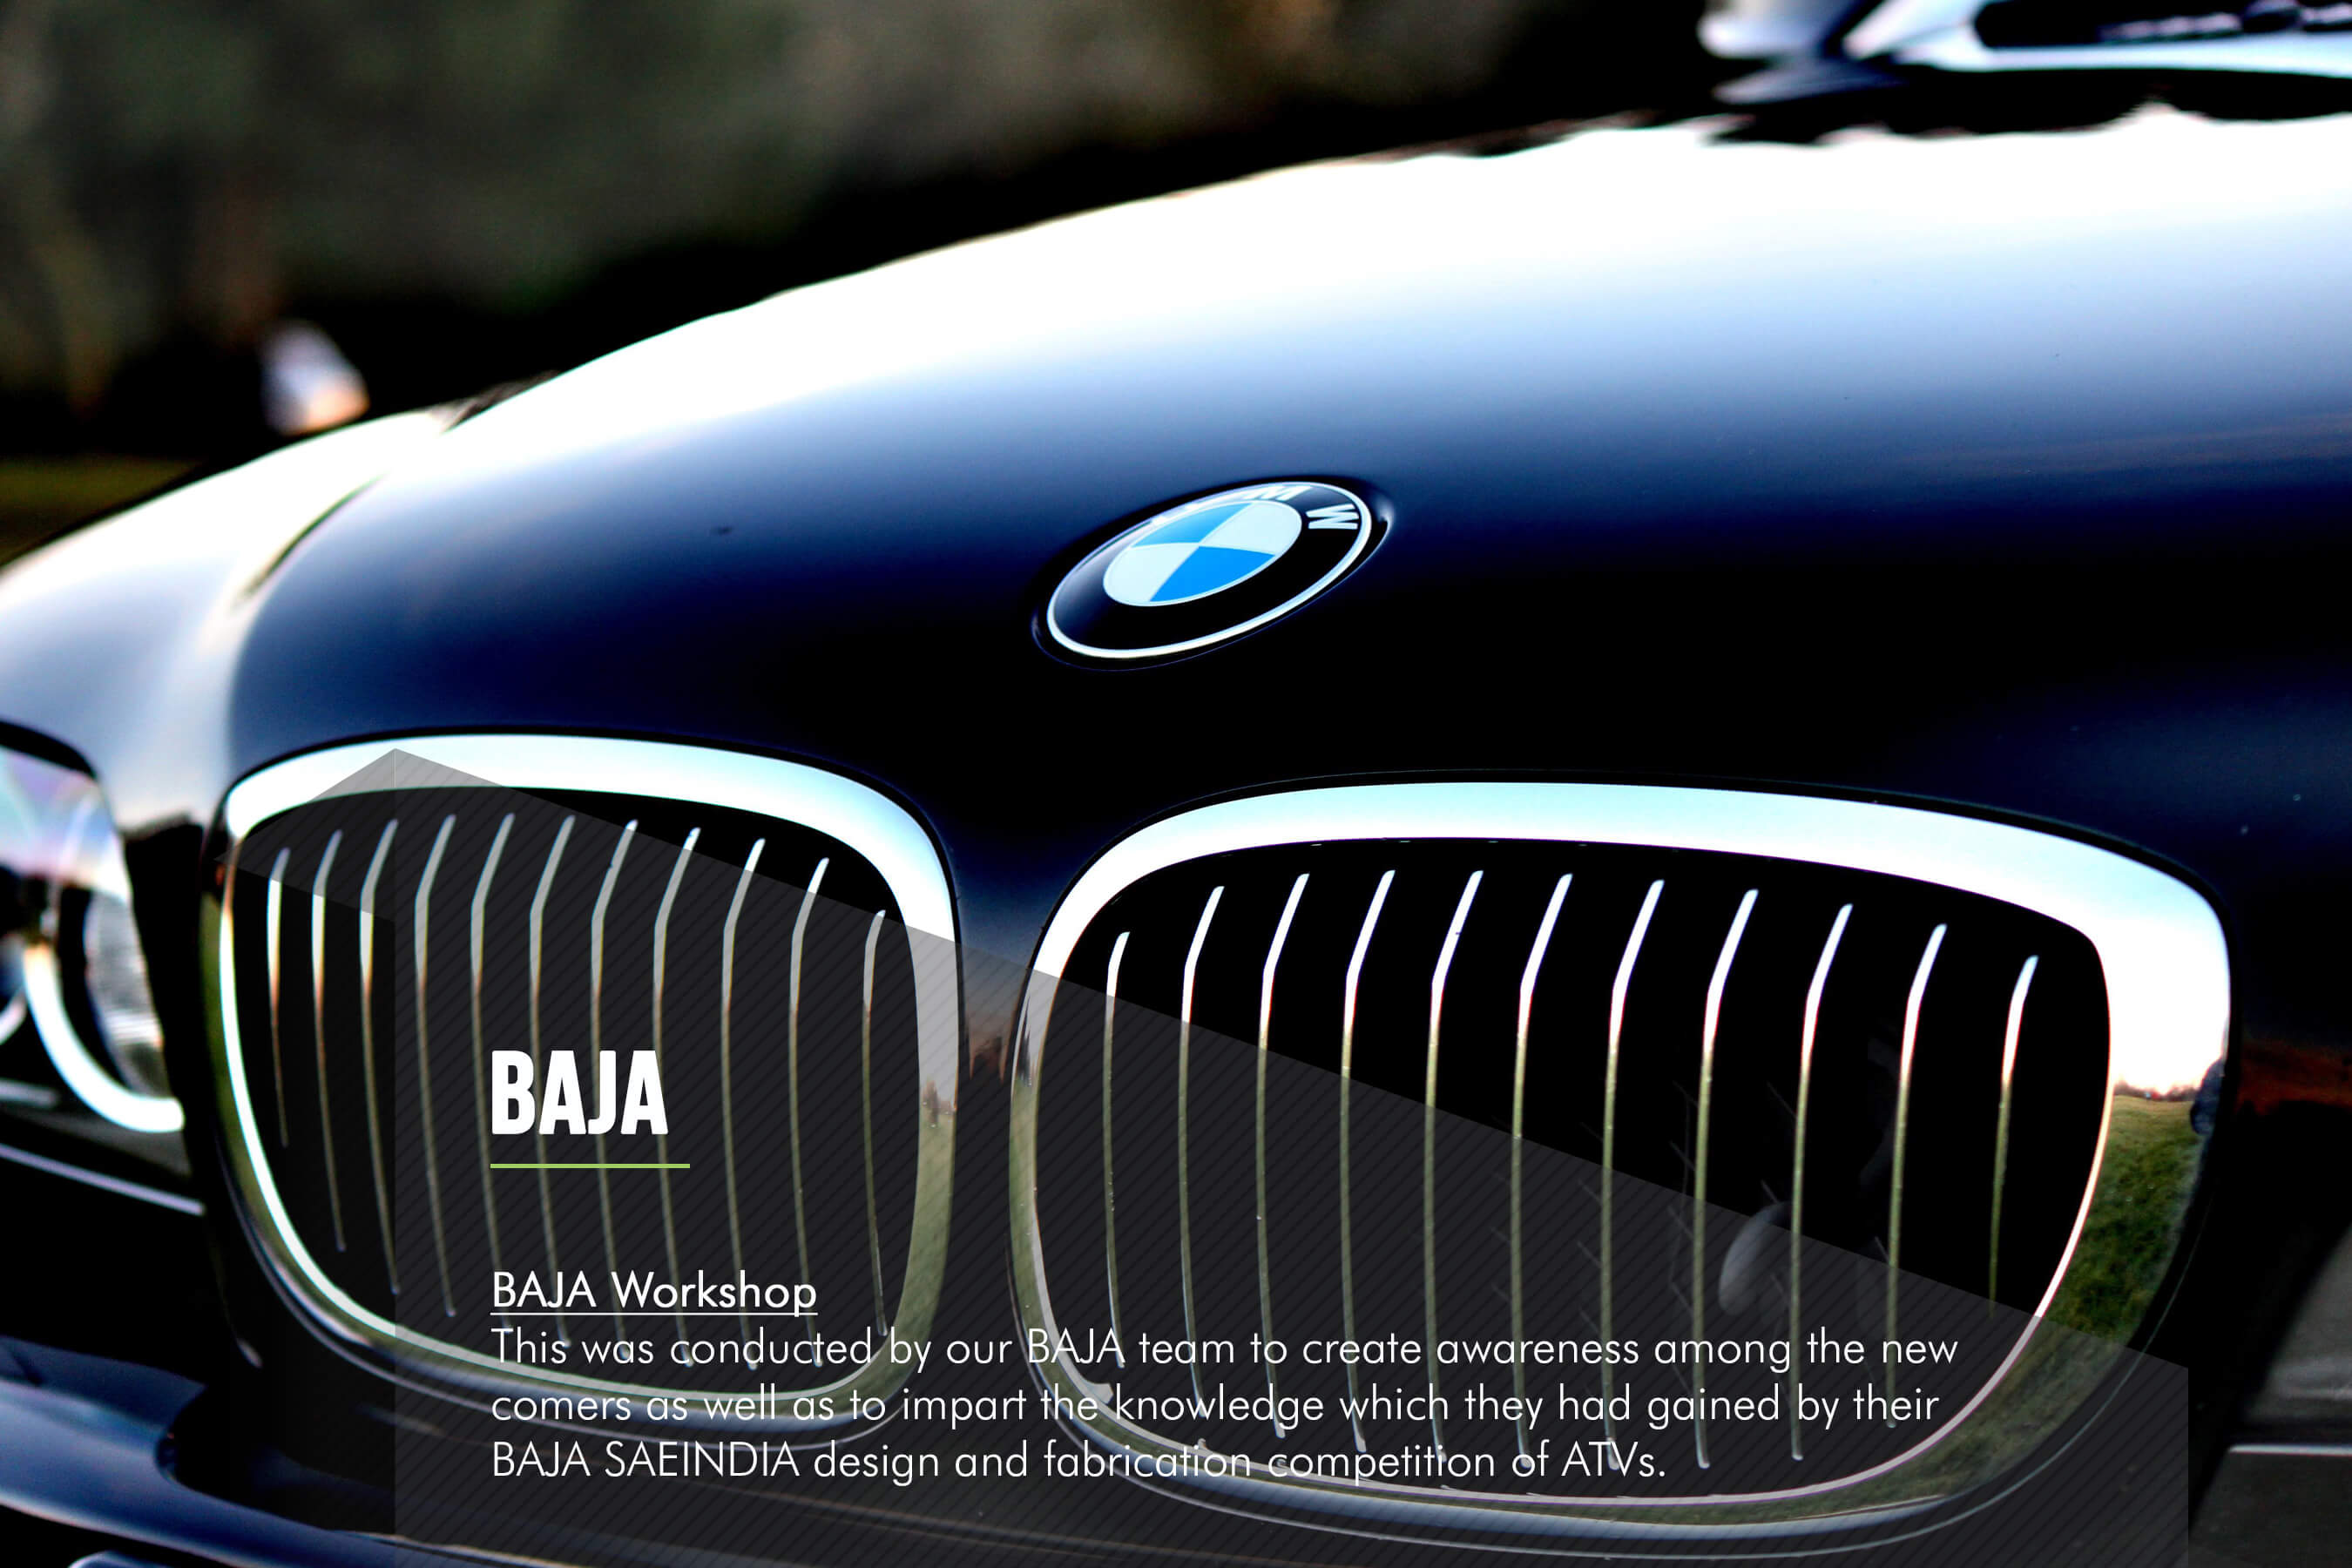 BMW
BAJA
BAJA Workshop
This was conducted by our BAJA team to create awareness among the new
comers as well as to impart the knowledge which they had gained by their
BAJA SAEINDIA design and fabrication competition of ATVs.